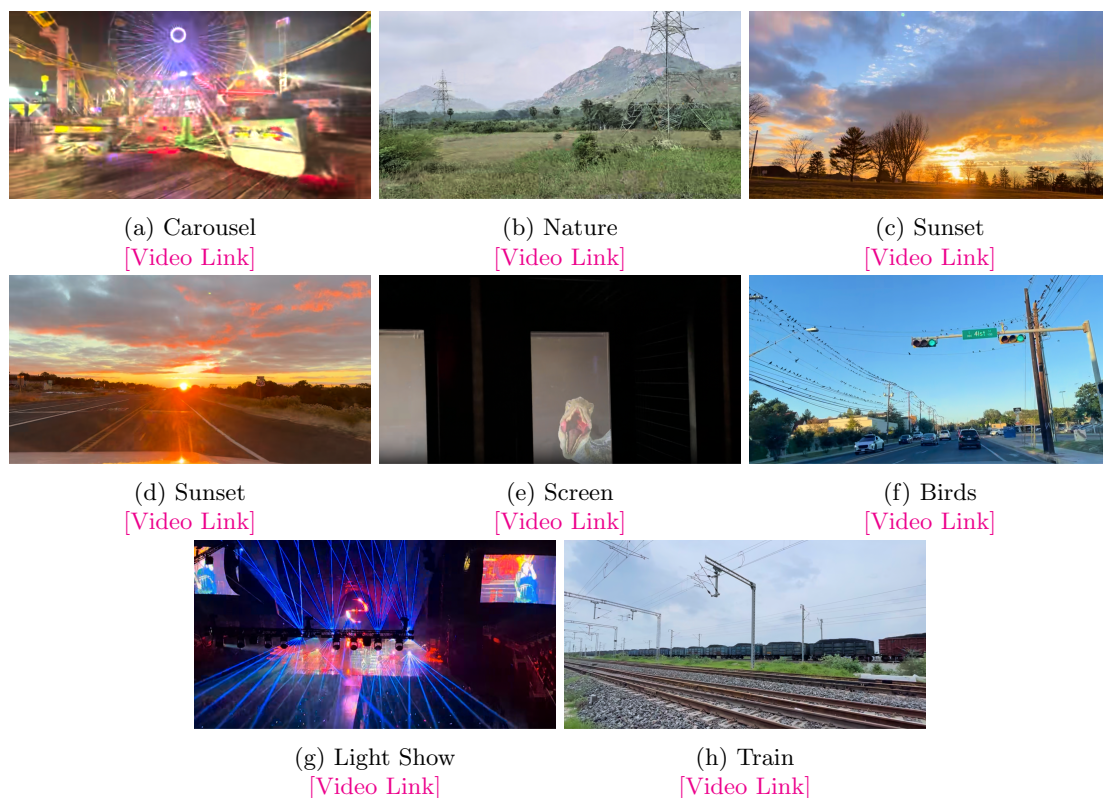 (a) Carousel
[Video Link]
(b) Nature
[Video Link]
(c) Sunset
[Video Link]
(d) Sunset
[Video Link]
(e) Screen
[Video Link]
41st
(f) Birds
[Video Link]
(g) Light Show
[Video Link]
(h) Train
[Video Link]